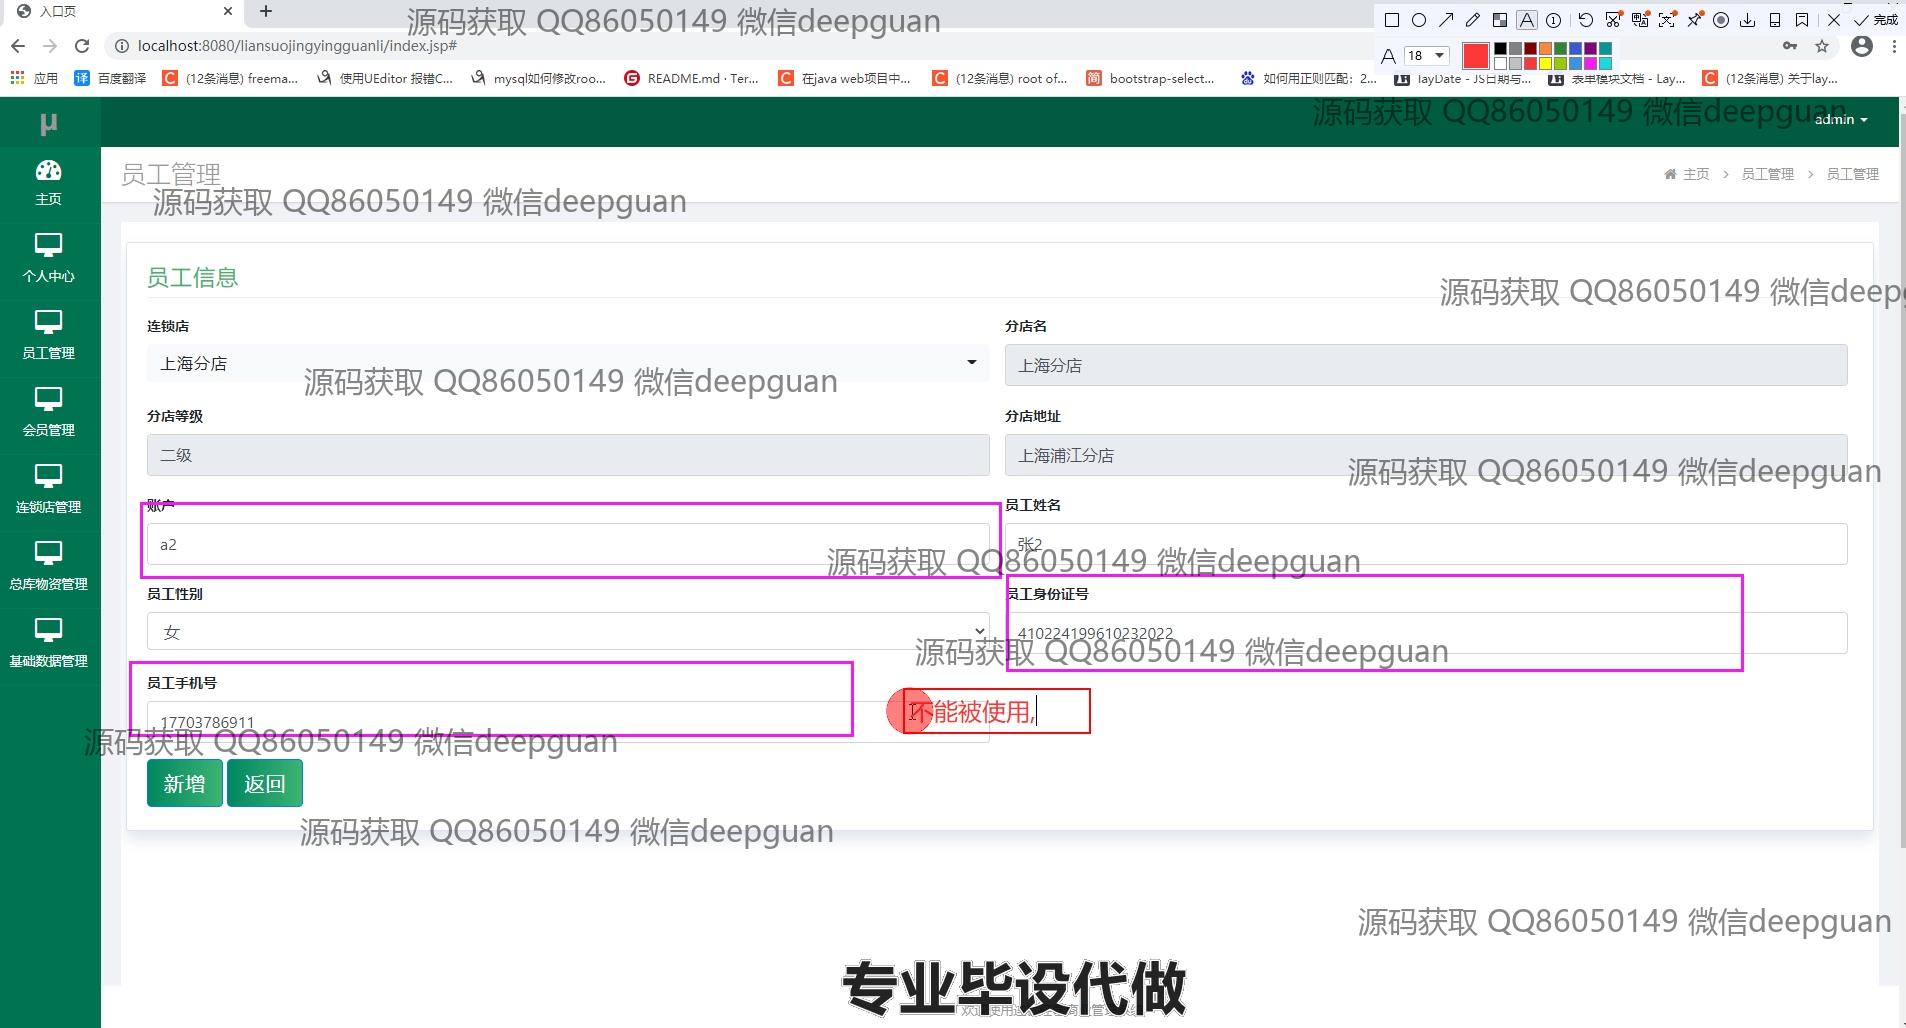 入口页
源码获取 QQ86050149 微信deepguan
完成
localhost:8080/liansuojingyingguanli/index.jsp#
A 18
应用
百度翻译
(12条消息) freema...
使用UEditor 报错C...
mysql如何修改roo...
README.md · Ter...
在java web项目中...
(12条消息) root of...
bootstrap-select...
如何用正则匹配：2...
layDate - JS日期与...
表单模块文档 - Lay...
(12条消息) 关于lay...
μ
源码获取 QQ86050149 微信deepguan
admin
主页
个人中心
员工管理
会员管理
连锁店管理
总库物资管理
基础数据管理
员工管理
主页 > 员工管理 > 员工管理
源码获取 QQ86050149 微信deepguan
员工信息
源码获取 QQ86050149 微信deepg
连锁店
上海分店
分店名
上海分店
源码获取 QQ86050149 微信deepguan
分店等级
二级
分店地址
上海浦江分店
源码获取 QQ86050149 微信deepguan
账户
a2
员工姓名
张2
源码获取 QQ86050149 微信deepguan
员工性别
女
员工身份证号
410224199610232022
源码获取 QQ86050149 微信deepguan
员工手机号
17703786911
不能被使用,
源码获取 QQ86050149 微信deepguan
新增
返回
源码获取 QQ86050149 微信deepguan
源码获取 QQ86050149 微信deepguan
专业毕设代做